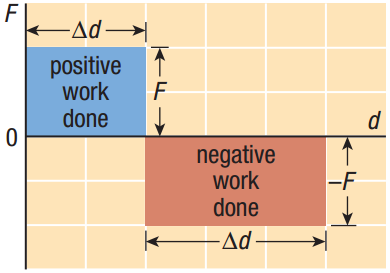 F
Δd
positive
work
done
F
0
d
negative
work
done
–F
Δd